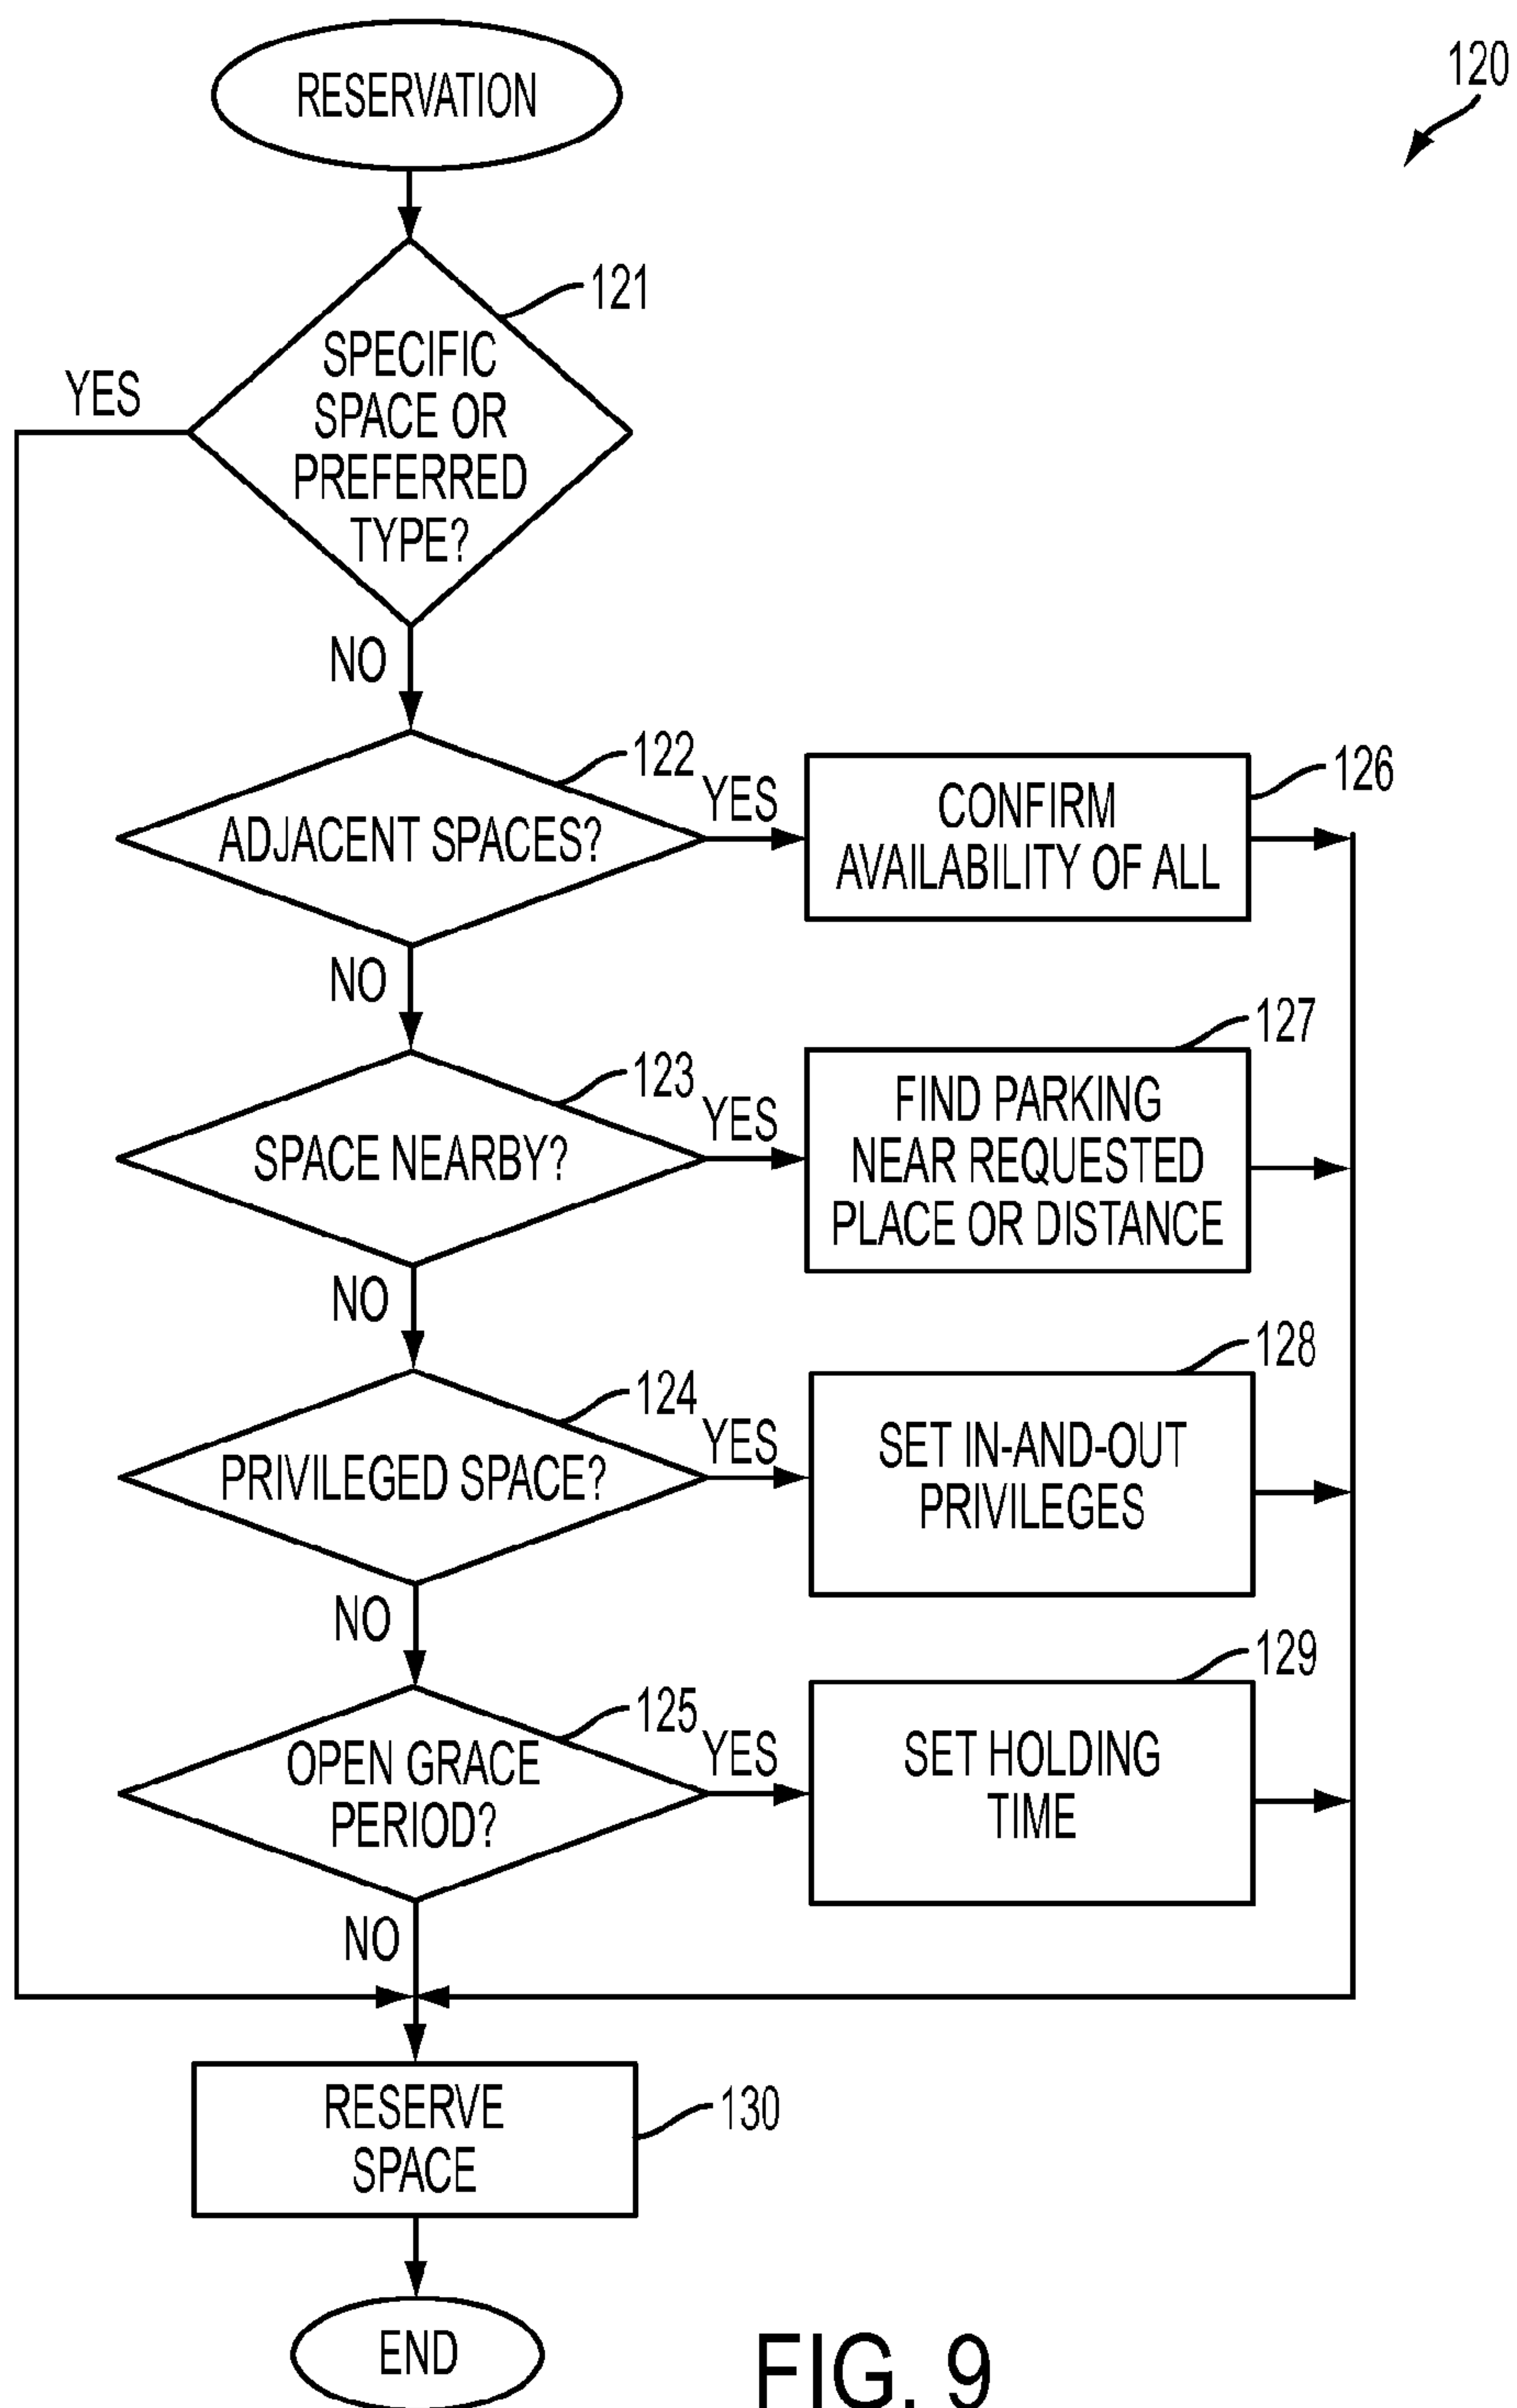 RESERVATION
120
121
SPECIFIC
SPACE OR
PREFERRED
TYPE?
YES
NO
122
ADJACENT SPACES?
YES
CONFIRM
AVAILABILITY OF ALL
126
NO
123
SPACE NEARBY?
YES
FIND PARKING
NEAR REQUESTED
PLACE OR DISTANCE
127
NO
124
PRIVILEGED SPACE?
YES
SET IN-AND-OUT
PRIVILEGES
128
NO
125
OPEN GRACE
PERIOD?
YES
SET HOLDING
TIME
129
NO
RESERVE
SPACE
130
END
FIG. 9